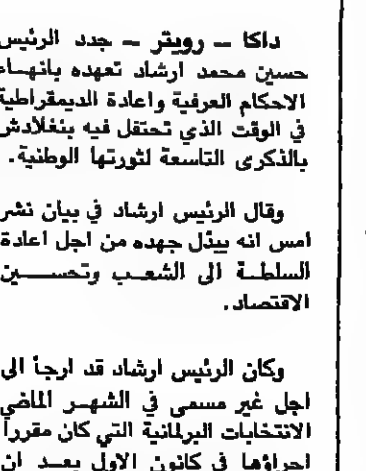 داكا – رويتر – جدد الرئيس
حسين محمد ارشاد تعهده بانهاء
الاحكام العرفية واعادة الديمقراطية
في الوقت الذي تحتفل فيه بنغلادش
بالذكرى التاسعة لثورتها الوطنية.
وقال الرئيس ارشاد في بيان نشر
امس انه يبذل جهده من اجل اعادة
السلطة الى الشعب وتحسين
الاقتصاد.
وكان الرئيس ارشاد قد ارجأ الى
اجل غير مسمى في الشهر الماضي
الانتخابات البرلمانية التي كان مقررا
اجراؤها في كانون الاول بعد ان